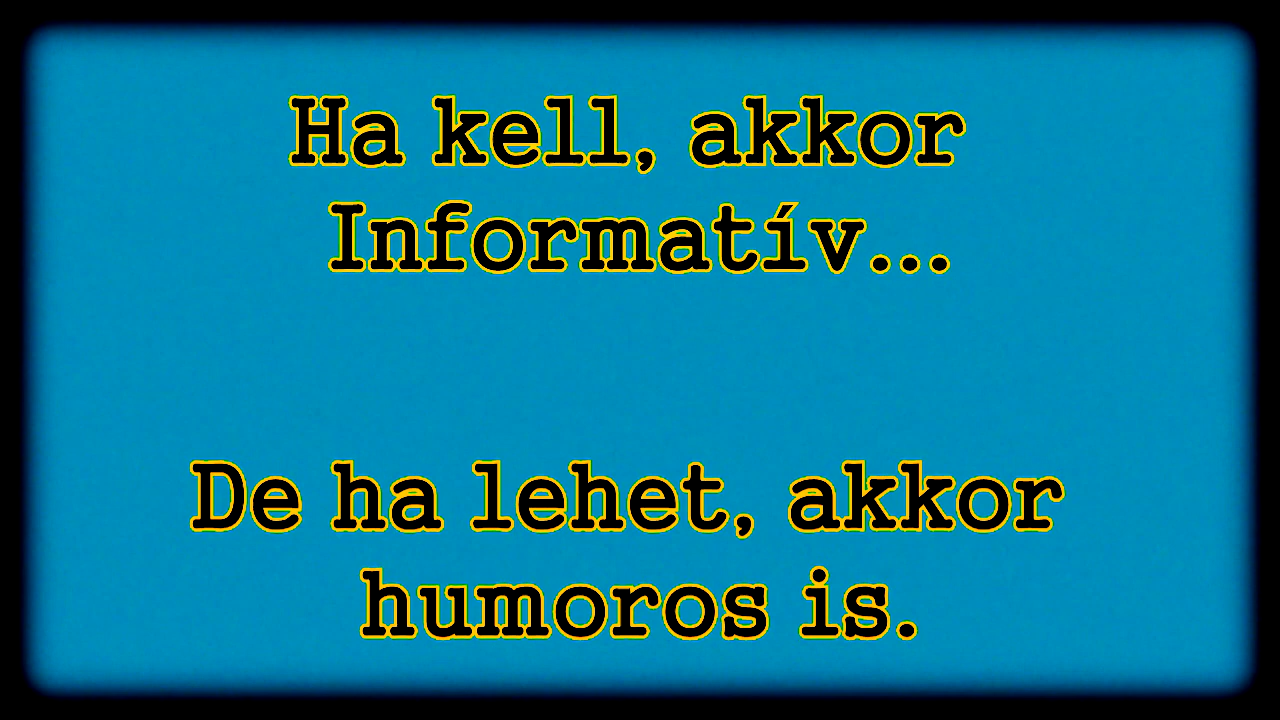 Ha kell, akkor
Informatív...
De ha lehet, akkor
humoros is.